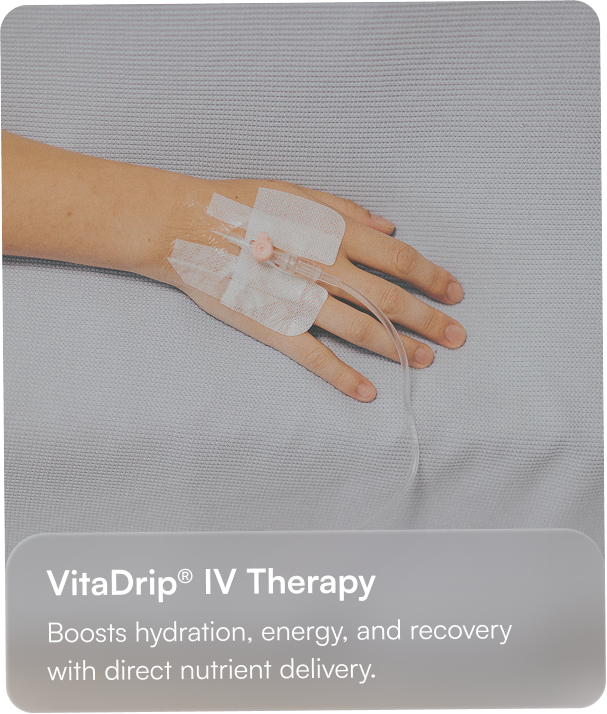 VitaDrip® IV Therapy
Boosts hydration, energy, and recovery
with direct nutrient delivery.